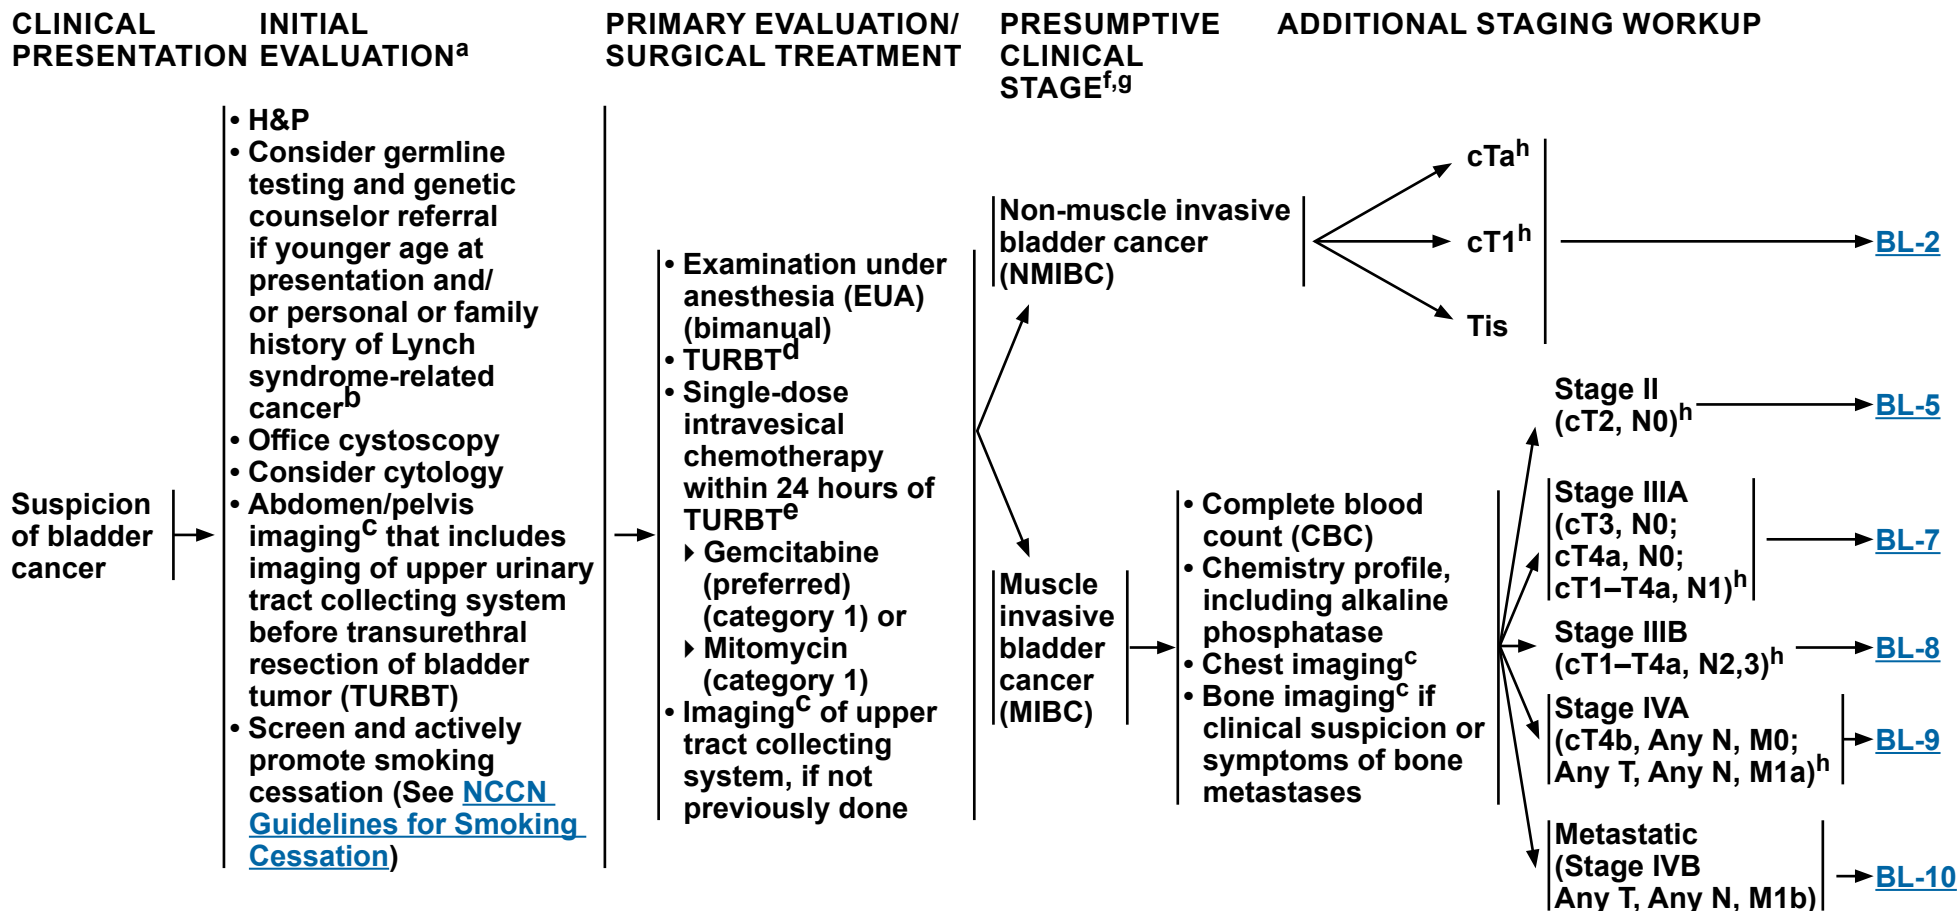 CLINICAL
PRESENTATION
INITIAL
EVALUATIONa
PRIMARY EVALUATION/
SURGICAL TREATMENT
PRESUMPTIVE
CLINICAL
STAGEf,g
ADDITIONAL STAGING WORKUP
Suspicion
of bladder
cancer
• H&P
• Consider germline
testing and genetic
counselor referral
if younger age at
presentation and/
or personal or family
history of Lynch
syndrome-related
cancerb
• Office cystoscopy
• Consider cytology
• Abdomen/pelvis
imagingc that includes
imaging of upper urinary
tract collecting system
before transurethral
resection of bladder
tumor (TURBT)
• Screen and actively
promote smoking
cessation (See NCCN
Guidelines for Smoking
Cessation)
• Examination under
anesthesia (EUA)
(bimanual)
• TURBTd
• Single-dose
intravesical
chemotherapy
within 24 hours of
TURBTe
Gemcitabine
(preferred)
(category 1) or
Mitomycin
(category 1)
• Imagingc of upper
tract collecting
system, if not
previously done
Non-muscle invasive
bladder cancer
(NMIBC)
cTah
cT1h
Tis
BL-2
Muscle
invasive
bladder
cancer
(MIBC)
• Complete blood
count (CBC)
• Chemistry profile,
including alkaline
phosphatase
• Chest imagingc
• Bone imagingc if
clinical suspicion or
symptoms of bone
metastases
Stage II
(cT2, N0)h
BL-5
Stage IIIA
(cT3, N0;
cT4a, N0;
cT1–T4a, N1)h
BL-7
Stage IIIB
(cT1–T4a, N2,3)h
BL-8
Stage IVA
(cT4b, Any N, M0;
Any T, Any N, M1a)h
BL-9
Metastatic
(Stage IVB
Any T, Any N, M1b)
BL-10